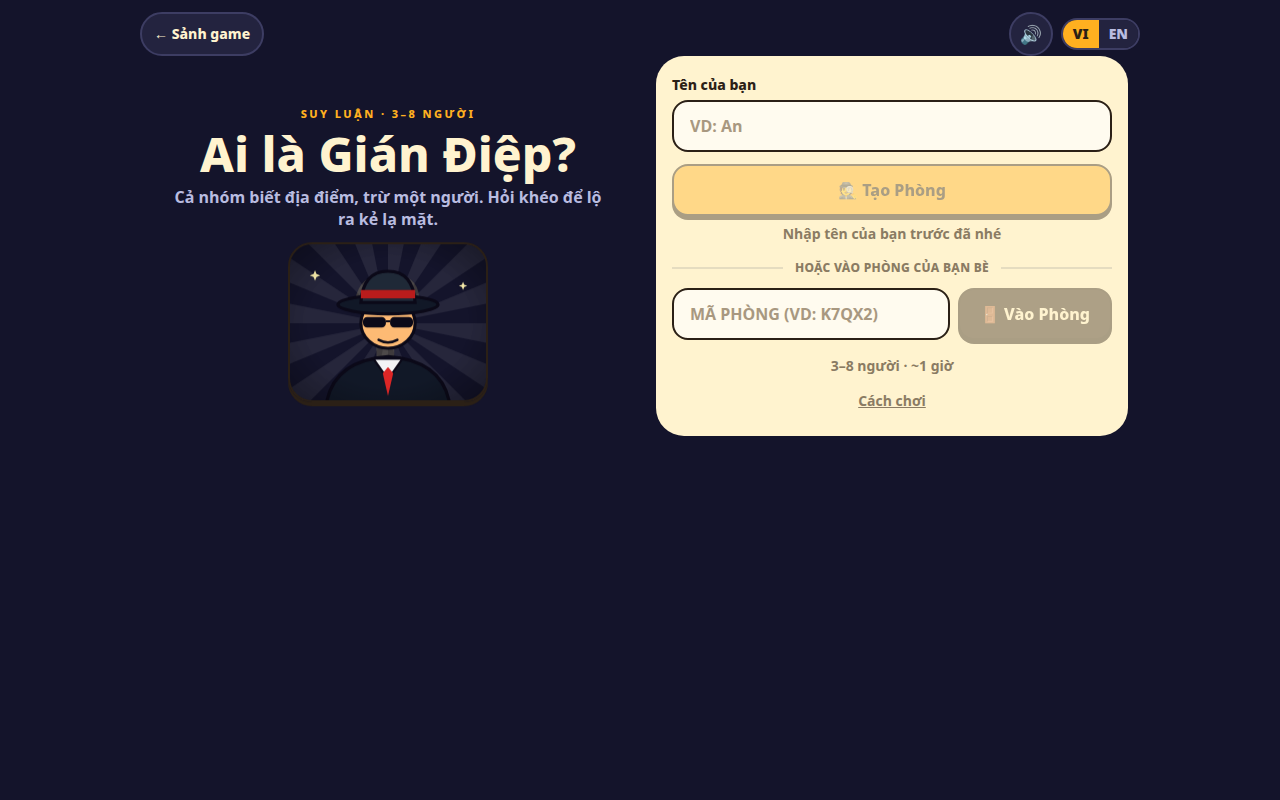 ← Sảnh game
VI
EN
SUY LUẬN · 3–8 NGƯỜI
Ai là Gián Điệp?
Cả nhóm biết địa điểm, trừ một người. Hỏi khéo để lộ
ra kẻ lạ mặt.
Tên của bạn
VD: An
Tạo Phòng
Nhập tên của bạn trước đã nhé
HOẶC VÀO PHÒNG CỦA BẠN BÈ
MÃ PHÒNG (VD: K7QX2)
Vào Phòng
3–8 người · ~1 giờ
Cách chơi